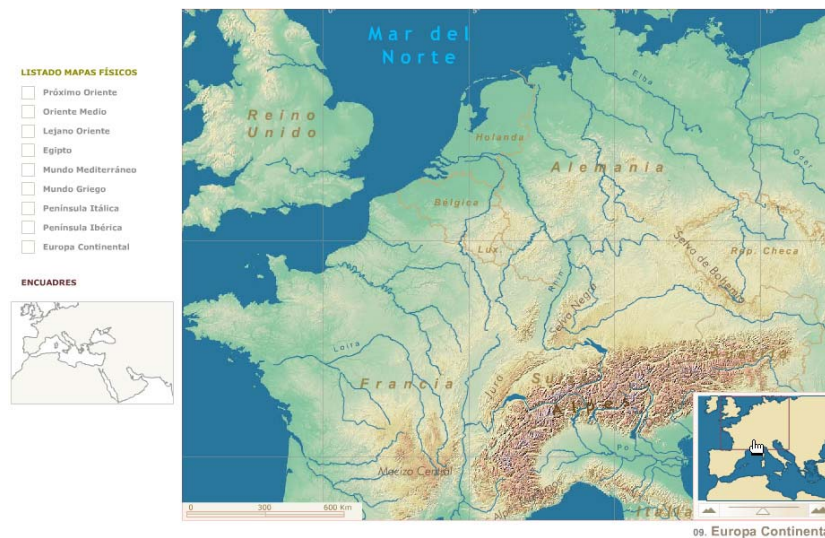 LISTADO MAPAS FÍSICOS
Próximo Oriente
Oriente Medio
Lejano Oriente
Egipto
Mundo Mediterráneo
Mundo Griego
Península Itálica
Península Ibérica
Europa Continental
ENCUADRES
Mar del
Norte
Reino
Unido
Holanda
Elba
Oder
Alemania
Bélgica
Lux.
Selva de Bohemia
Rep. Checa
Rhin
Selva Negra
Loira
Francia
Jura
Alpes
Macizo Central
Po
Italia
0 300 600 Km
09. Europa Continenta